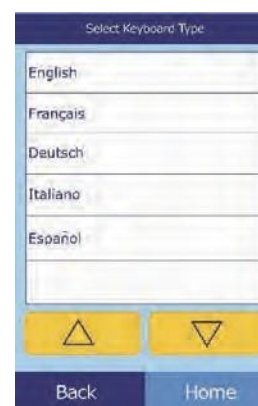 Select Keyboard Type
English
Français
Deutsch
Italiano
Español
Back Home